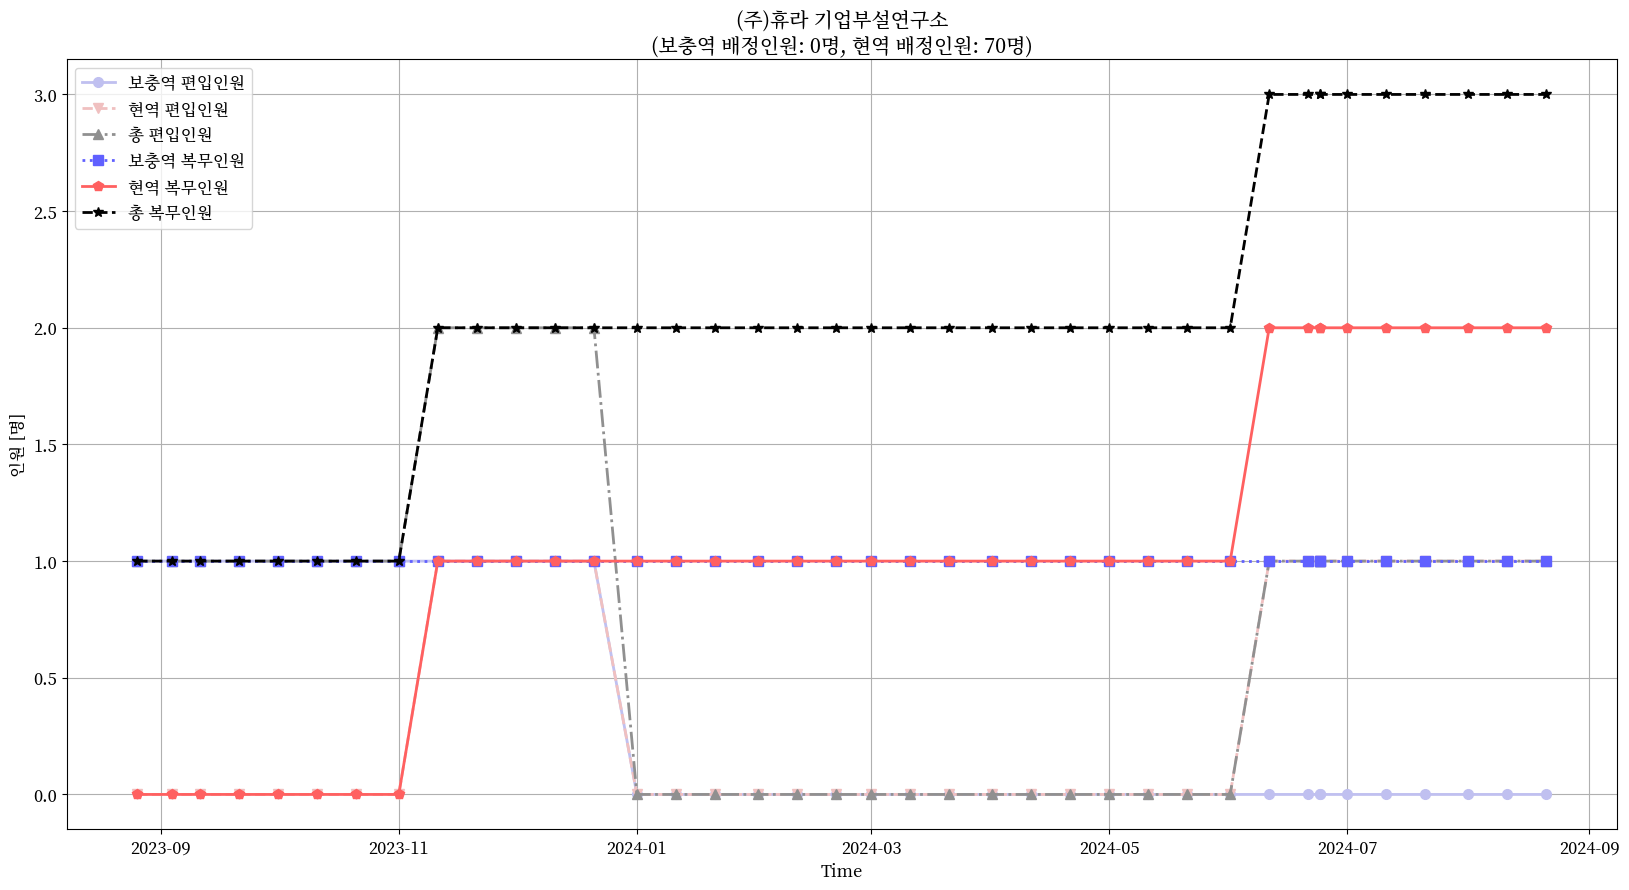 (주)휴라 기업부설연구소
(보충역 배정인원: 0명, 현역 배정인원: 70명)
보충역 편입인원
현역 편입인원
총 편입인원
보충역 복무인원
현역 복무인원
총 복무인원
3.0
2.5
2.0
1.5
1.0
0.5
0.0
인원 [명]
2023-09
2023-11
2024-01
2024-03
2024-05
2024-07
2024-09
Time